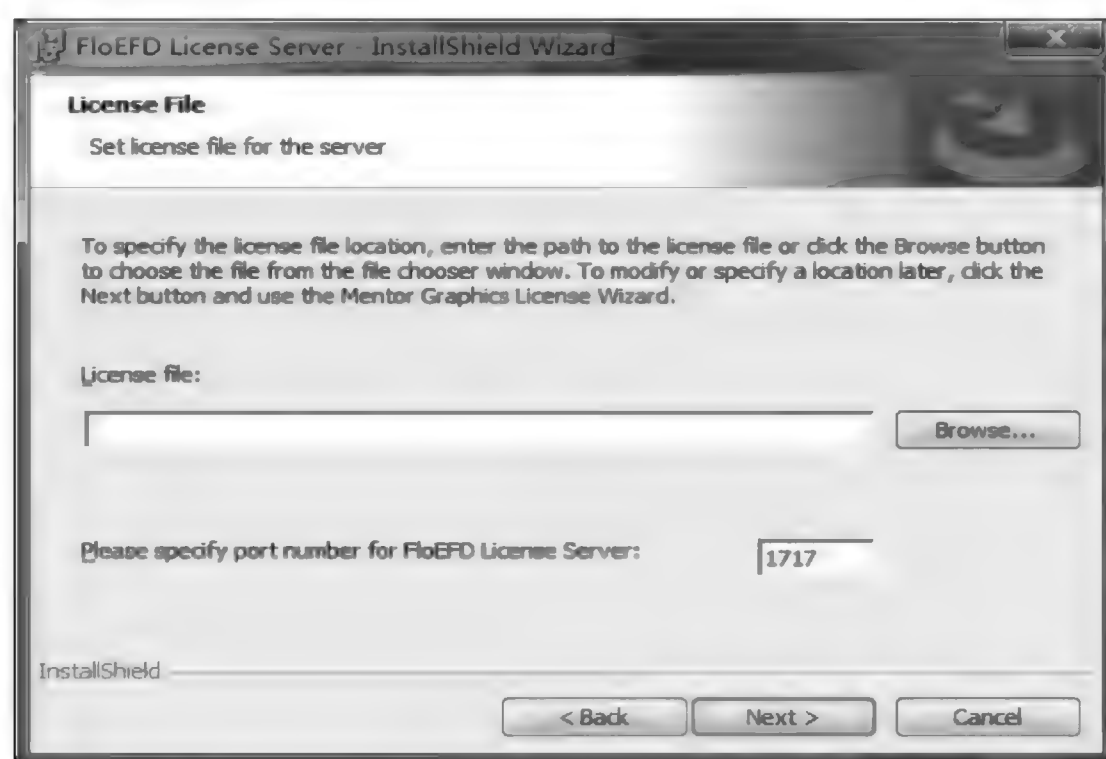 FloEFD License Server - InstallShield Wizard
License File
Set license file for the server
To specify the license file location, enter the path to the license file or click the Browse button
to choose the file from the file chooser window. To modify or specify a location later, click the
Next button and use the Mentor Graphics License Wizard.
License file:
Browse...
Please specify port number for FloEFD License Server:
1717
InstallShield
< Back
Next >
Cancel